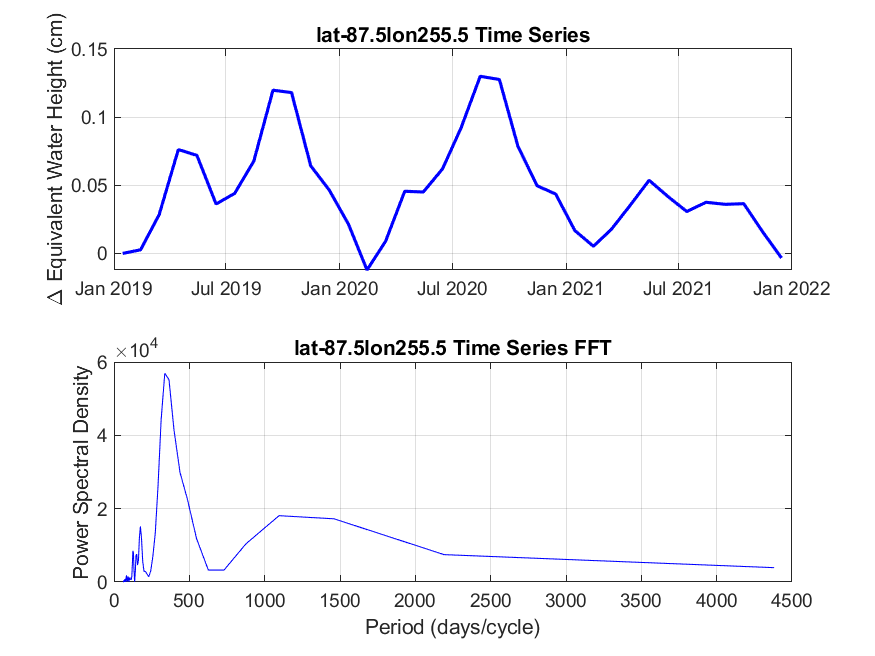 lat-87.5lon255.5 Time Series
Δ Equivalent Water Height (cm)
0.15
0.1
0.05
0
Jan 2019 Jul 2019 Jan 2020 Jul 2020 Jan 2021 Jul 2021 Jan 2022
lat-87.5lon255.5 Time Series FFT
×10⁴
Power Spectral Density
6
4
2
0
0 500 1000 1500 2000 2500 3000 3500 4000 4500
Period (days/cycle)